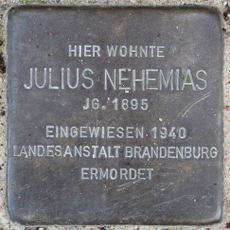 HIER WOHNTE
JULIUS NEHEMIAS
JG. 1895
EINGEWIESEN 1940
LANDESANSTALT BRANDENBURG
ERMORDET